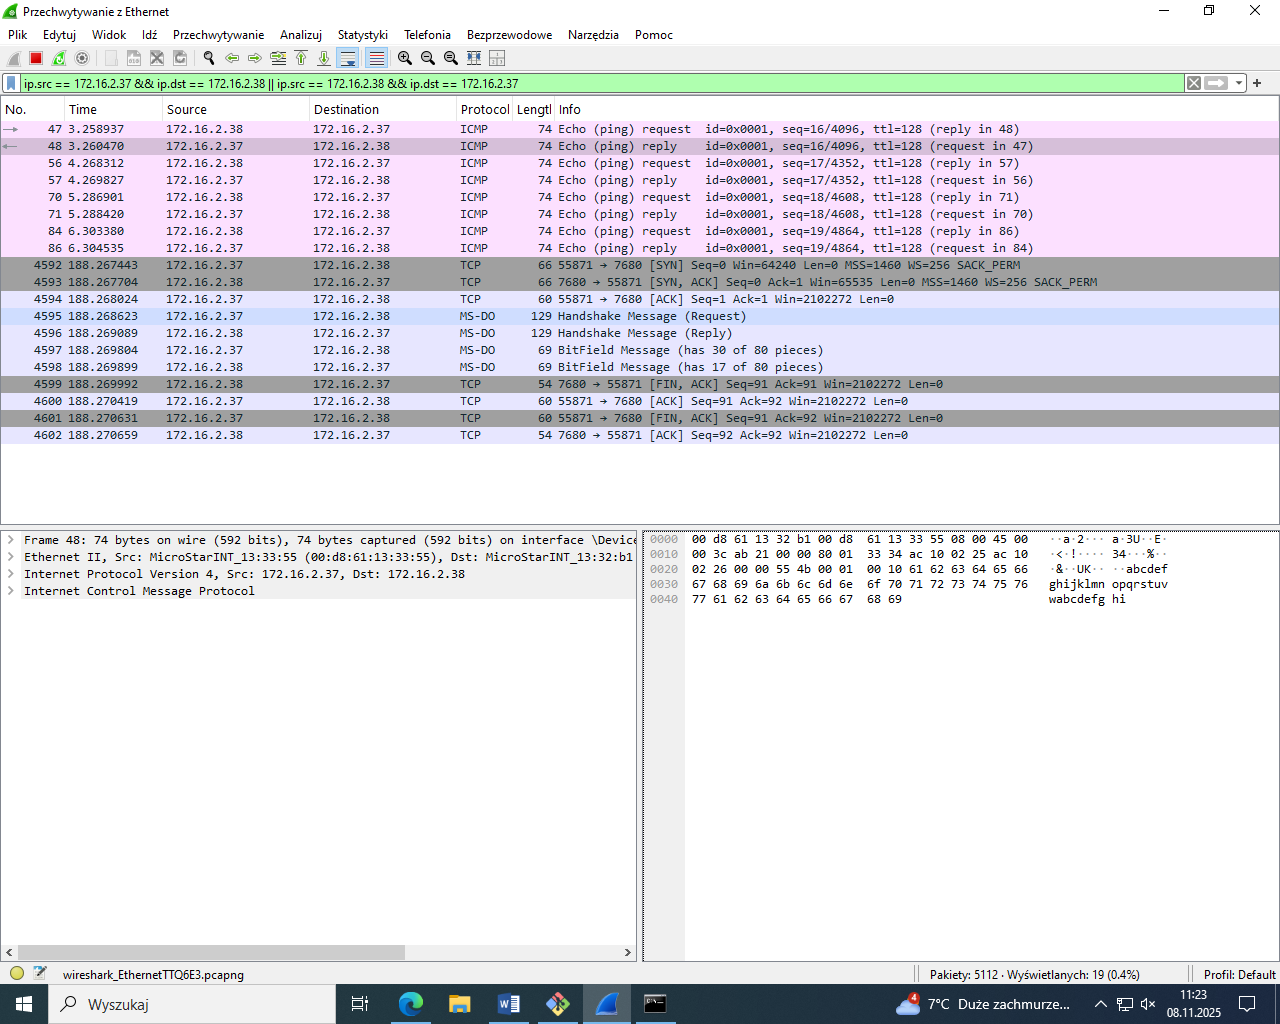 Przechwytywanie z Ethernet
Plik Edytuj Widok Idź Przechwytywanie Analizuj Statystyki Telefonia Bezprzewodowe Narzędzia Pomoc
ip.src == 172.16.2.37 && ip.dst == 172.16.2.38 || ip.src == 172.16.2.38 && ip.dst == 172.16.2.37
No. Time Source Destination Protocol Lengtl Info
47 3.258937 172.16.2.38 172.16.2.37 ICMP 74 Echo (ping) request id=0x0001, seq=16/4096, ttl=128 (reply in 48)
48 3.260470 172.16.2.37 172.16.2.38 ICMP 74 Echo (ping) reply id=0x0001, seq=16/4096, ttl=128 (request in 47)
56 4.268312 172.16.2.38 172.16.2.37 ICMP 74 Echo (ping) request id=0x0001, seq=17/4352, ttl=128 (reply in 57)
57 4.269827 172.16.2.37 172.16.2.38 ICMP 74 Echo (ping) reply id=0x0001, seq=17/4352, ttl=128 (request in 56)
70 5.286901 172.16.2.38 172.16.2.37 ICMP 74 Echo (ping) request id=0x0001, seq=18/4608, ttl=128 (reply in 71)
71 5.288420 172.16.2.37 172.16.2.38 ICMP 74 Echo (ping) reply id=0x0001, seq=18/4608, ttl=128 (request in 70)
84 6.303380 172.16.2.38 172.16.2.37 ICMP 74 Echo (ping) request id=0x0001, seq=19/4864, ttl=128 (reply in 86)
86 6.304535 172.16.2.37 172.16.2.38 ICMP 74 Echo (ping) reply id=0x0001, seq=19/4864, ttl=128 (request in 84)
4592 188.267443 172.16.2.37 172.16.2.38 TCP 66 55871 → 7680 [SYN] Seq=0 Win=64240 Len=0 MSS=1460 WS=256 SACK_PERM
4593 188.267704 172.16.2.38 172.16.2.37 TCP 66 7680 → 55871 [SYN, ACK] Seq=0 Ack=1 Win=65535 Len=0 MSS=1460 WS=256 SACK_PERM
4594 188.268024 172.16.2.37 172.16.2.38 TCP 60 55871 → 7680 [ACK] Seq=1 Ack=1 Win=2102272 Len=0
4595 188.268623 172.16.2.37 172.16.2.38 MS-DO 129 Handshake Message (Request)
4596 188.269089 172.16.2.38 172.16.2.37 MS-DO 129 Handshake Message (Reply)
4597 188.269804 172.16.2.37 172.16.2.38 MS-DO 69 BitField Message (has 30 of 80 pieces)
4598 188.269899 172.16.2.38 172.16.2.37 MS-DO 69 BitField Message (has 17 of 80 pieces)
4599 188.269992 172.16.2.38 172.16.2.37 TCP 54 7680 → 55871 [FIN, ACK] Seq=91 Ack=91 Win=2102272 Len=0
4600 188.270419 172.16.2.37 172.16.2.38 TCP 60 55871 → 7680 [ACK] Seq=91 Ack=92 Win=2102272 Len=0
4601 188.270631 172.16.2.37 172.16.2.38 TCP 60 55871 → 7680 [FIN, ACK] Seq=91 Ack=92 Win=2102272 Len=0
4602 188.270659 172.16.2.38 172.16.2.37 TCP 54 7680 → 55871 [ACK] Seq=92 Ack=92 Win=2102272 Len=0
Frame 48: 74 bytes on wire (592 bits), 74 bytes captured (592 bits) on interface \Device
Ethernet II, Src: MicroStarINT_13:33:55 (00:d8:61:13:33:55), Dst: MicroStarINT_13:32:b1
Internet Protocol Version 4, Src: 172.16.2.37, Dst: 172.16.2.38
Internet Control Message Protocol
0000 00 d8 61 13 32 b1 00 d8 61 13 33 55 08 00 45 00 ··a·2··· a·3U··E·
0010 00 3c ab 21 00 00 80 01 33 34 ac 10 02 25 ac 10 ·<·!···· 34···%··
0020 02 26 00 00 55 4b 00 01 00 10 61 62 63 64 65 66 ·&··UK·· ··abcdef
0030 67 68 69 6a 6b 6c 6d 6e 6f 70 71 72 73 74 75 76 ghijklmn opqrstuv
0040 77 61 62 63 64 65 66 67 68 69 wabcdefg hi
wireshark_EthernetTTQ6E3.pcapng
Pakiety: 5112 · Wyświetlanych: 19 (0.4%)
Profil: Default
Wyszukaj
4
7°C Duże zachmurze...
11:23
08.11.2025